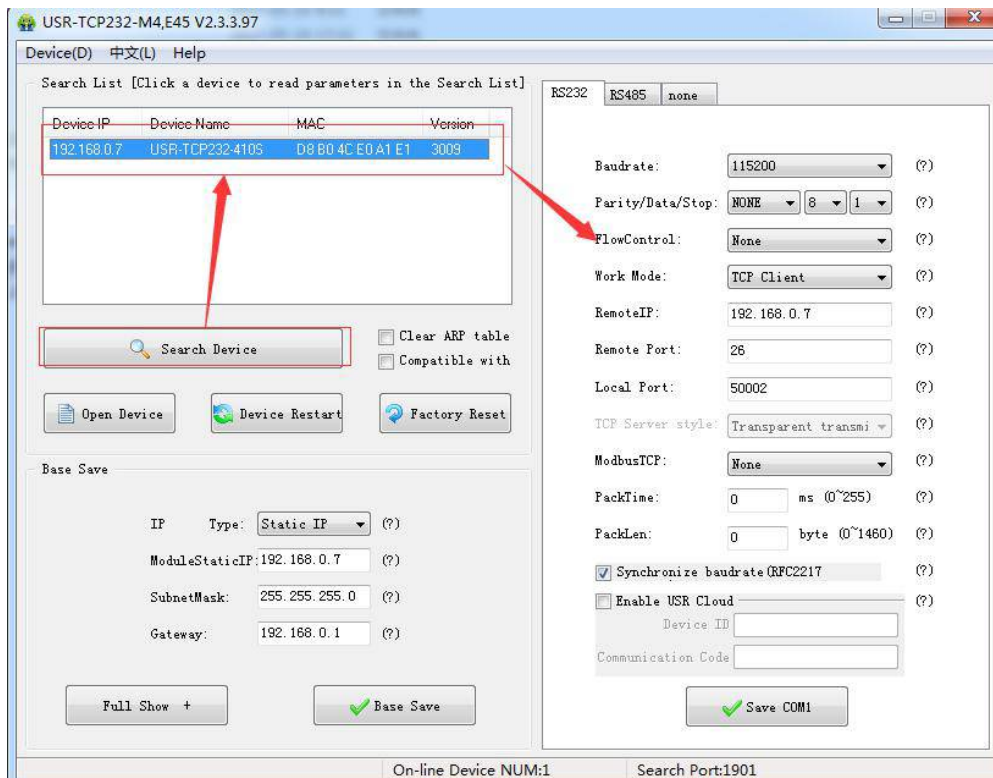 USR-TCP232-M4,E45 V2.3.3.97
Device(D) 中文(L) Help
Search List [Click a device to read parameters in the Search List]
Device IP Device Name MAC Version
192.168.0.7 USR-TCP232-410S D8 B0 4C E0 A1 E1 3009
Search Device
Clear ARP table
Compatible with
Open Device Device Restart Factory Reset
Base Save
IP Type: Static IP (?)
ModuleStaticIP: 192.168.0.7
SubnetMask: 255.255.255.0 (?)
Gateway: 192.168.0.1 (?)
Full Show + Base Save
RS232 RS485 none
Baudrate: 115200 (?)
Parity/Data/Stop: NONE 8 1 (?)
FlowControl: None (?)
Work Mode: TCP Client (?)
RemoteIP: 192.168.0.7 (?)
Remote Port: 26 (?)
Local Port: 50002 (?)
TCP Server style: Transparent transmi (?)
ModbusTCP: None (?)
PackTime: 0 ms (0~255) (?)
PackLen: 0 byte (0~1460) (?)
Synchronize baudrate(RFC2217 (?)
Enable USR Cloud (?)
Device ID
Communication Code
Save COM1
On-line Device NUM:1 Search Port:1901